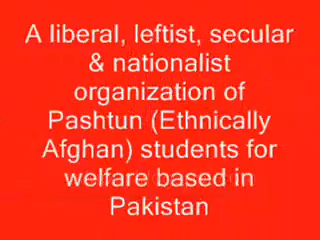 A liberal, leftist, secular
& nationalist
organization of
Pashtun (Ethnically
Afghan) students for
welfare based in
Pakistan